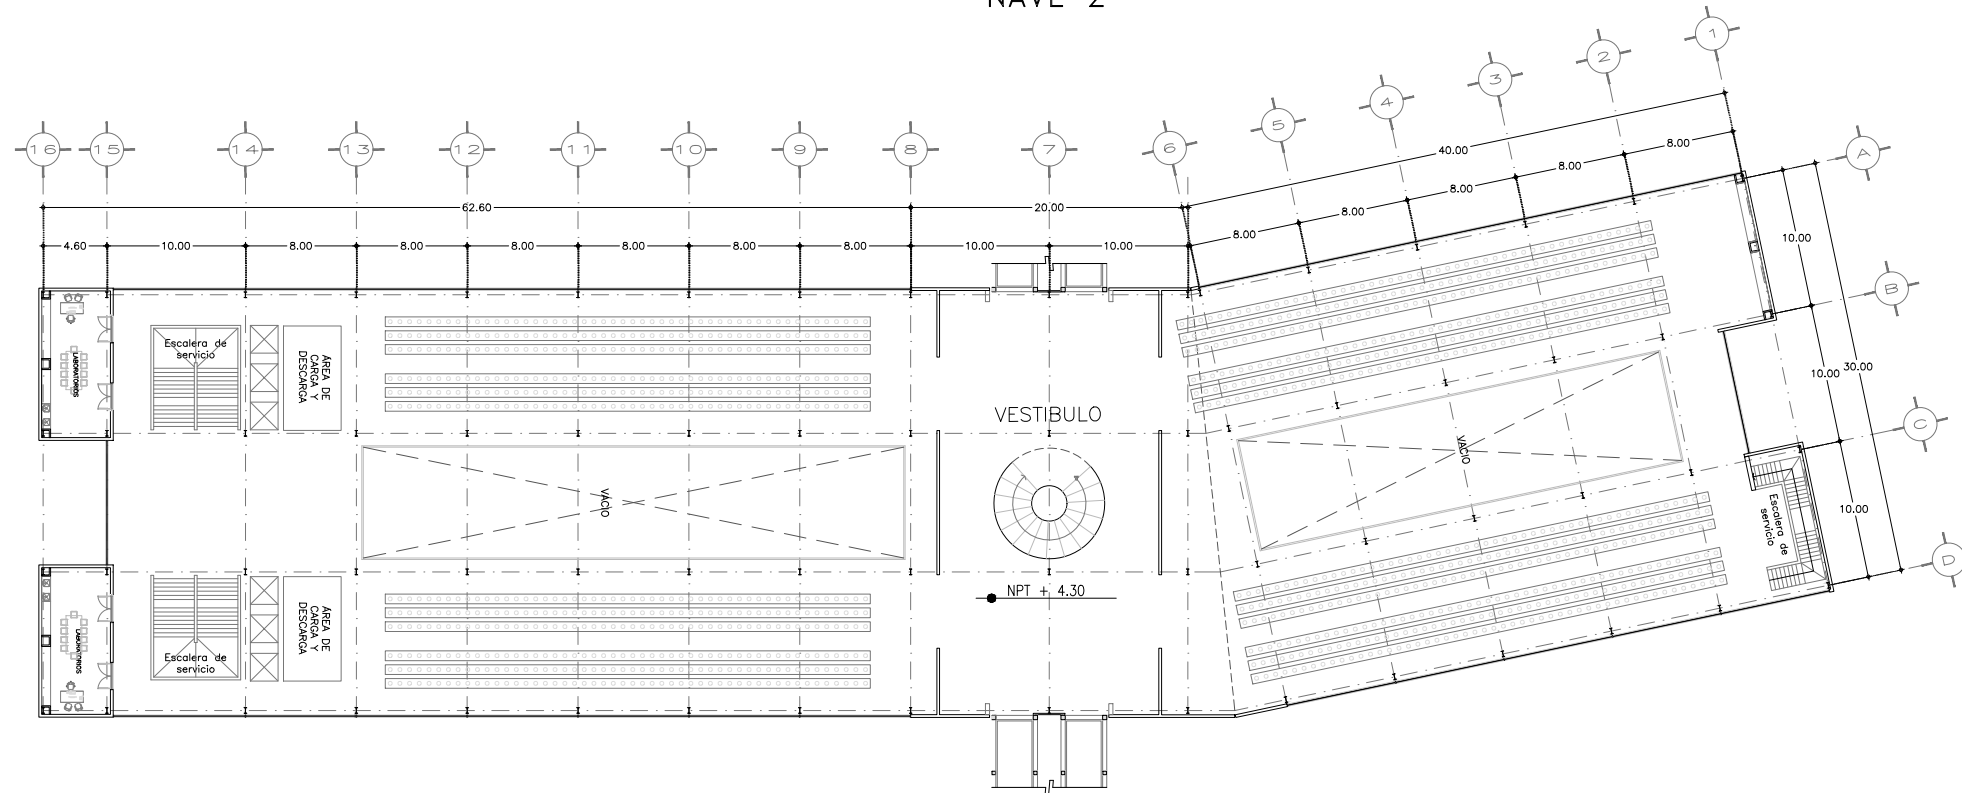 NAVE 2
1
2
3
4
5
6
16
15
14
13
12
11
10
9
8
7
A
B
C
D
40.00
8.00
8.00
8.00
8.00
8.00
62.60
20.00
4.60
10.00
8.00
8.00
8.00
8.00
8.00
8.00
10.00
10.00
10.00
10.00
30.00
10.00
Escalera de
servicio
ÁREA DE
CARGA Y
DESCARGA
LABORATORIOS
VESTIBULO
VACIO
VACIO
Escalera de
servicio
NPT + 4.30
ÁREA DE
CARGA Y
DESCARGA
LABORATORIOS
Escalera de
servicio